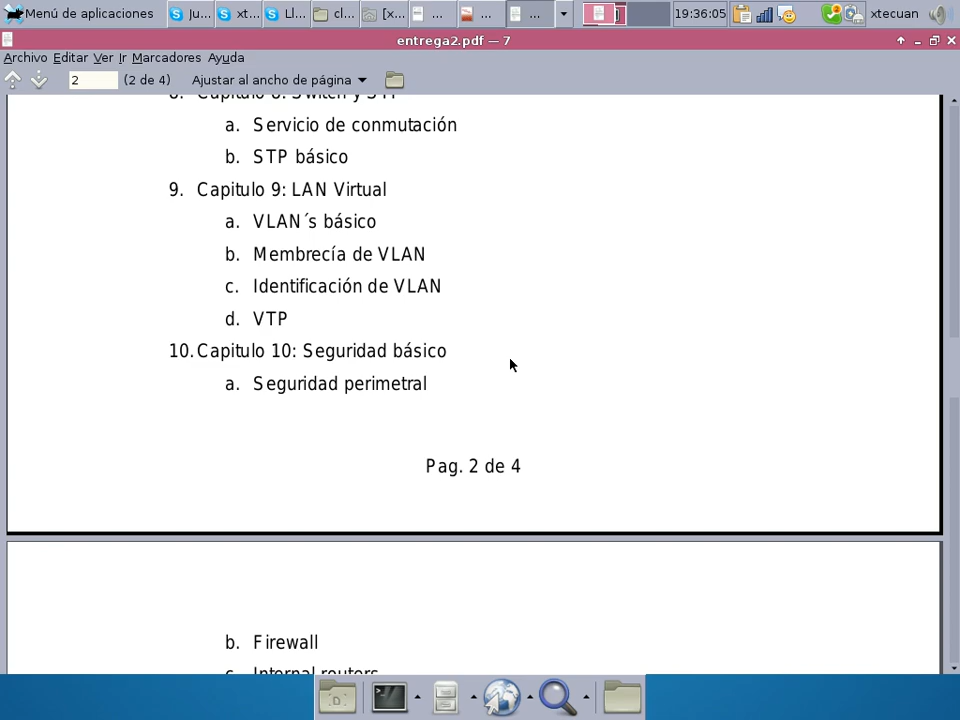 Menú de aplicaciones
Ju...
xt...
Ll...
cl...
[x...
...
...
...
19:36:05
xtecuan
entrega2.pdf — 7
Archivo Editar Ver Ir Marcadores Ayuda
2 (2 de 4) Ajustar al ancho de página
a. Servicio de conmutación
b. STP básico
9. Capitulo 9: LAN Virtual
a. VLAN´s básico
b. Membrecía de VLAN
c. Identificación de VLAN
d. VTP
10. Capitulo 10: Seguridad básico
a. Seguridad perimetral
Pag. 2 de 4
b. Firewall
c. Internal routers